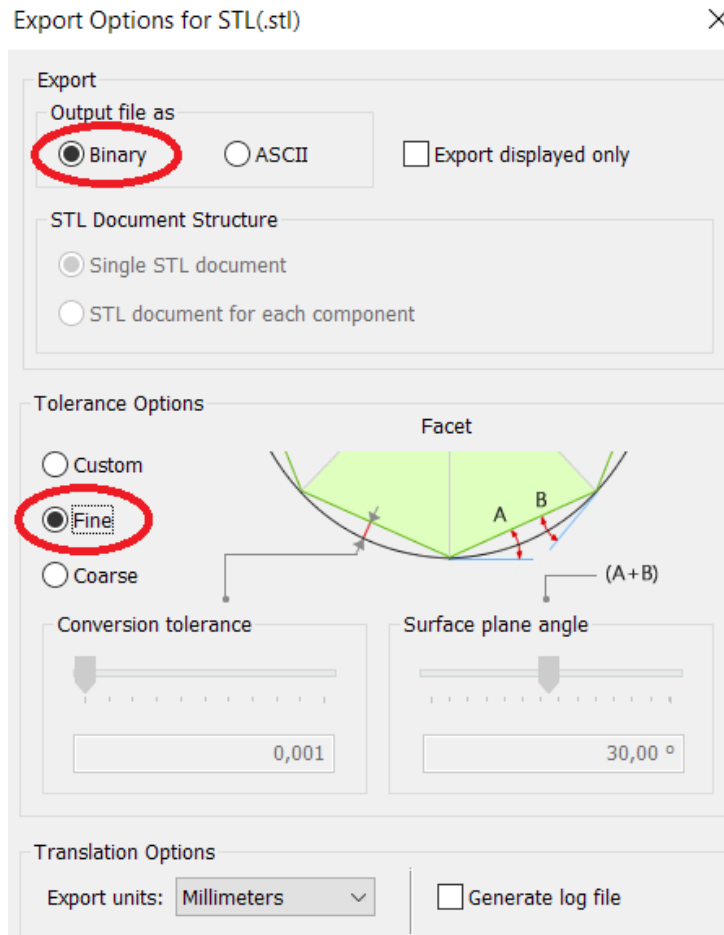 Export Options for STL(.stl)
Export
Output file as
Binary
ASCII
Export displayed only
STL Document Structure
Single STL document
STL document for each component
Tolerance Options
Facet
Custom
Fine
Coarse
A
B
(A+B)
Conversion tolerance
Surface plane angle
0,001
30,00 °
Translation Options
Export units: Millimeters
Generate log file